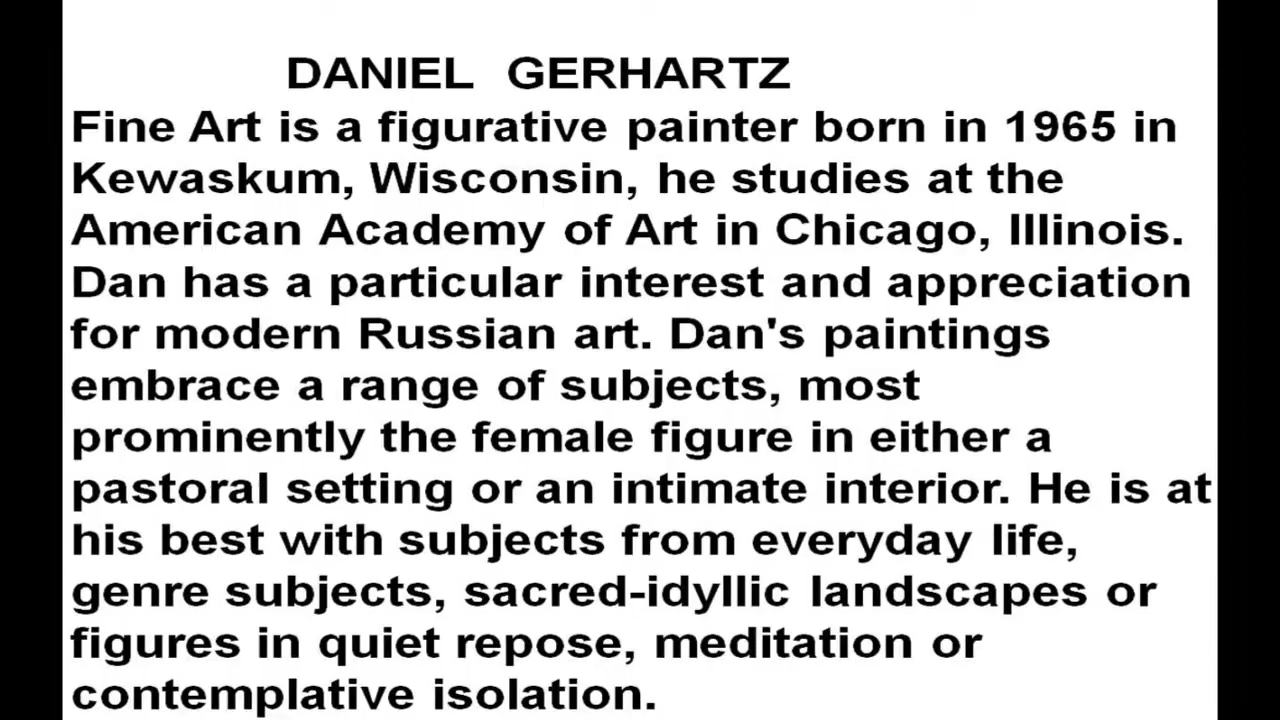 DANIEL GERHARTZ
Fine Art is a figurative painter born in 1965 in
Kewaskum, Wisconsin, he studies at the
American Academy of Art in Chicago, Illinois.
Dan has a particular interest and appreciation
for modern Russian art. Dan's paintings
embrace a range of subjects, most
prominently the female figure in either a
pastoral setting or an intimate interior. He is at
his best with subjects from everyday life,
genre subjects, sacred-idyllic landscapes or
figures in quiet repose, meditation or
contemplative isolation.